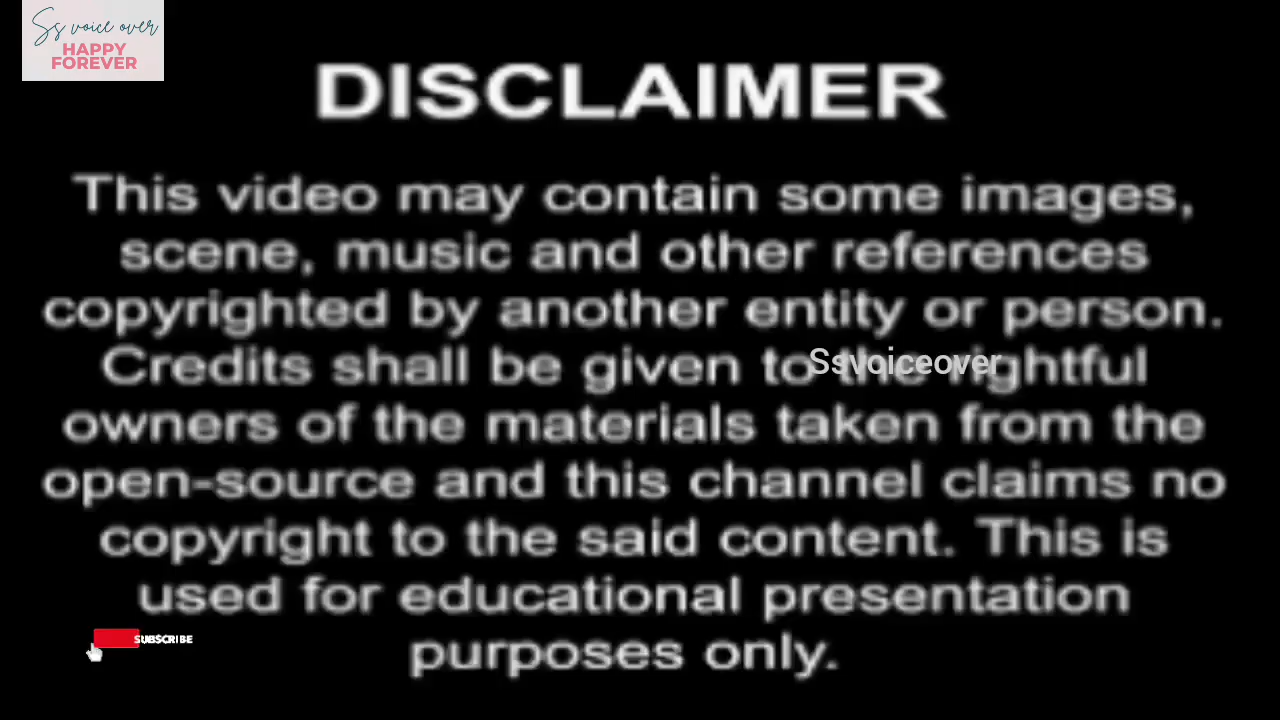 Ss voice over
HAPPY
FOREVER
DISCLAIMER
This video may contain some images,
scene, music and other references
copyrighted by another entity or person.
Credits shall be given to the rightful
Ssvoiceover
owners of the materials taken from the
open-source and this channel claims no
copyright to the said content. This is
used for educational presentation
purposes only.
SUBSCRIBE